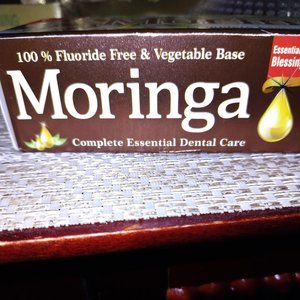 100 % Fluoride Free & Vegetable Base
Moringa
Complete Essential Dental Care
Essential
Blessing